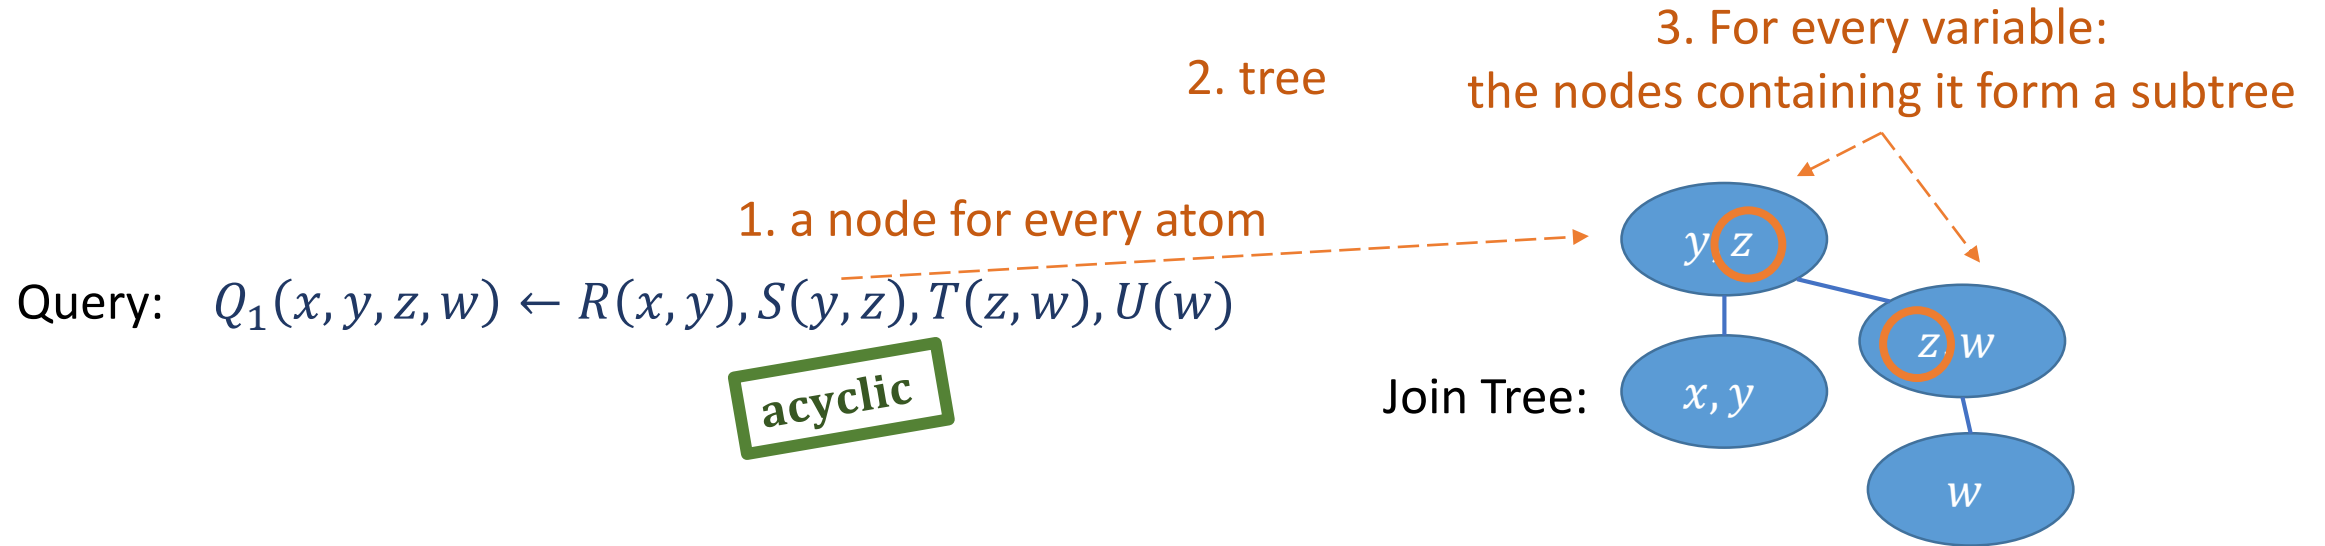 3. For every variable:
the nodes containing it form a subtree
2. tree
1. a node for every atom
Query: Q₁(x, y, z, w) ← R(x, y), S(y, z), T(z, w), U(w)
acyclic
Join Tree:
y, z
z, w
x, y
w